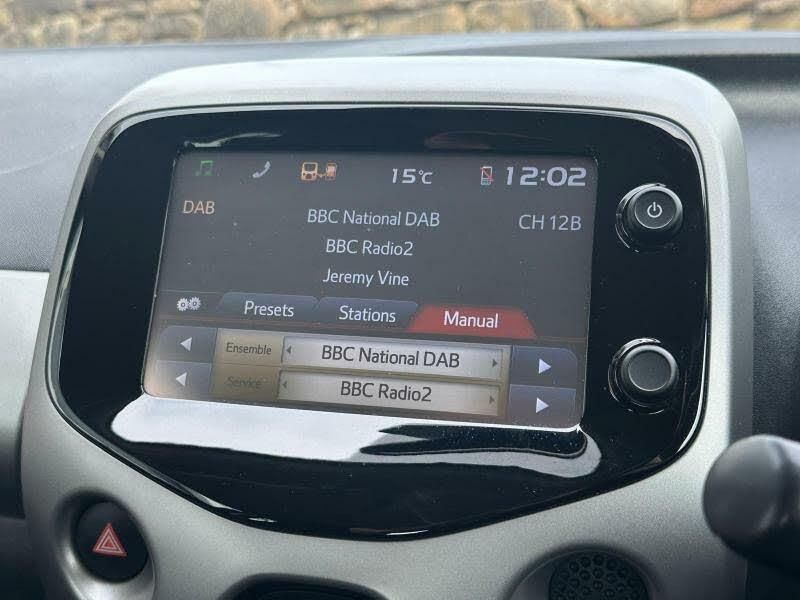 15°C 12:02
DAB BBC National DAB CH 12B
BBC Radio2
Jeremy Vine
Presets Stations Manual
Ensemble BBC National DAB
Service BBC Radio2